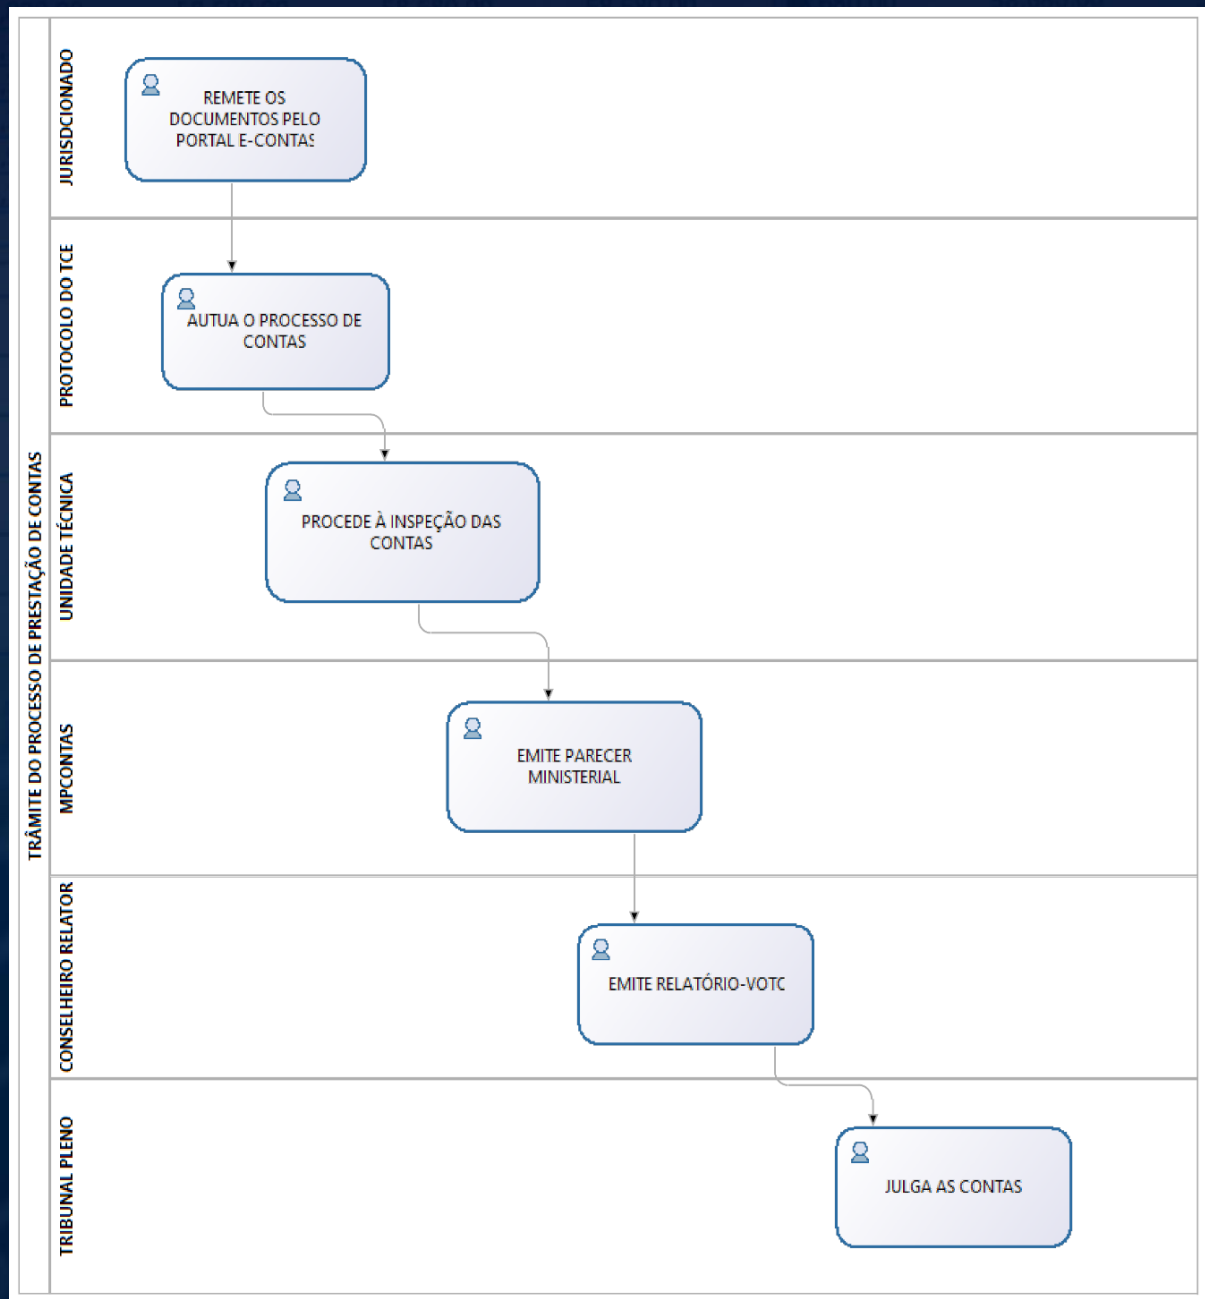 TRÂMITE DO PROCESSO DE PRESTAÇÃO DE CONTAS
JURISDCIONADO
REMETE OS
DOCUMENTOS PELO
PORTAL E-CONTAS
PROTOCOLO DO TCE
AUTUA O PROCESSO DE
CONTAS
UNIDADE TÉCNICA
PROCEDE À INSPEÇÃO DAS
CONTAS
MPCONTAS
EMITE PARECER
MINISTERIAL
CONSELHEIRO RELATOR
EMITE RELATÓRIO-VOTO
TRIBUNAL PLENO
JULGA AS CONTAS